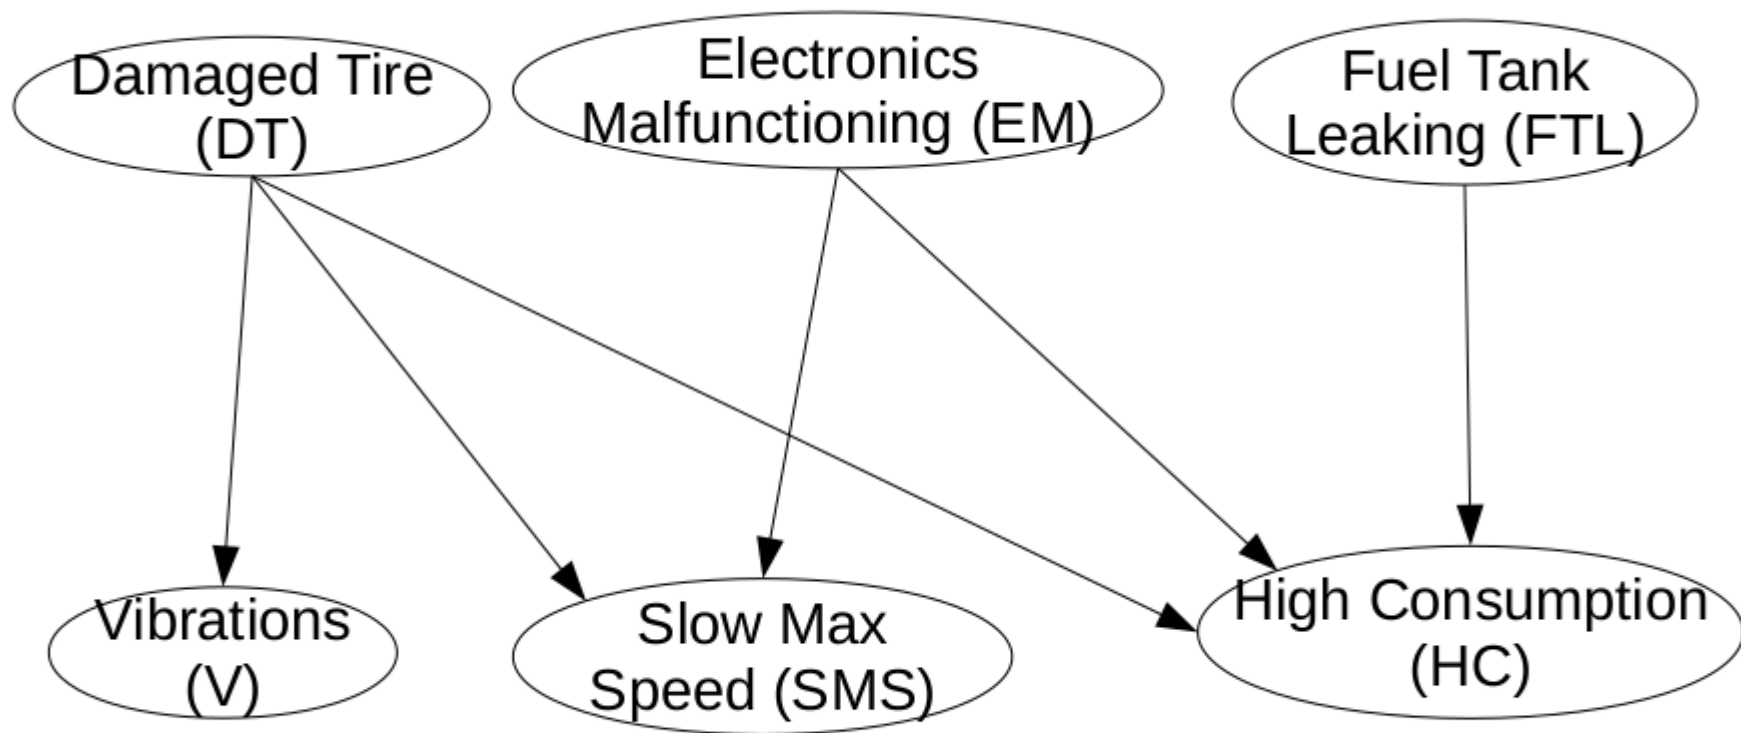 Damaged Tire
(DT)
Electronics
Malfunctioning (EM)
Fuel Tank
Leaking (FTL)
Vibrations
(V)
Slow Max
Speed (SMS)
High Consumption
(HC)